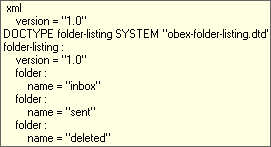 xml
version = "1.0"
DOCTYPE folder-listing SYSTEM "obex-folder-listing.dtd"
folder-listing :
version = "1.0"
folder :
name = "inbox"
folder :
name = "sent"
folder :
name = "deleted"